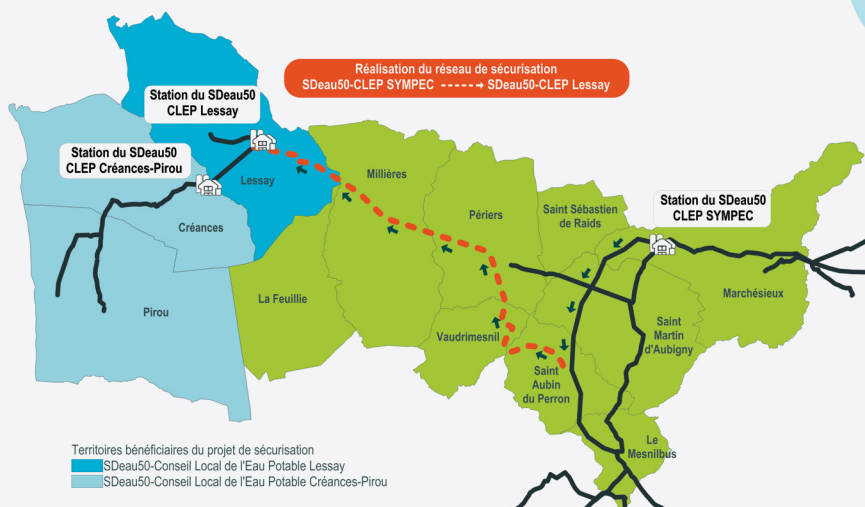 Réalisation du réseau de sécurisation
SDeau50-CLEP SYMPEC ------→ SDeau50-CLEP Lessay
Station du SDeau50
CLEP Lessay
Station du SDeau50
CLEP Créances-Pirou
Lessay
Millières
Périers
Saint Sébastien
de Raids
Station du SDeau50
CLEP SYMPEC
Créances
Pirou
La Feuillie
Vaudrimesnil
Saint
Aubin
du Perron
Saint
Martin
d'Aubigny
Marchésieux
Le
Mesnilbus
Territoires bénéficiaires du projet de sécurisation
SDeau50-Conseil Local de l'Eau Potable Lessay
SDeau50-Conseil Local de l'Eau Potable Créances-Pirou